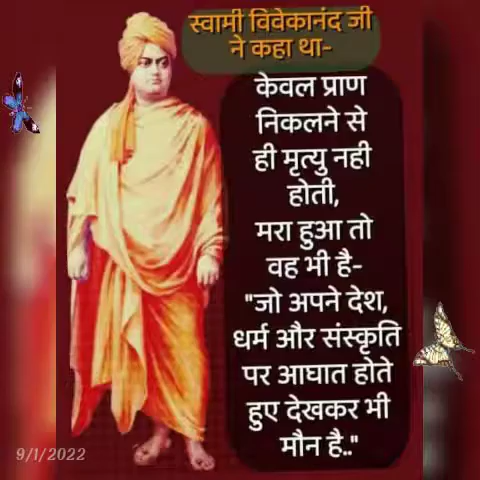 स्वामी विवेकानंद जी
ने कहा था-
केवल प्राण
निकलने से
ही मृत्यु नही
होती,
मरा हुआ तो
वह भी है-
"जो अपने देश,
धर्म और संस्कृति
पर आघात होते
हुए देखकर भी
मौन है.."
9/1/2022